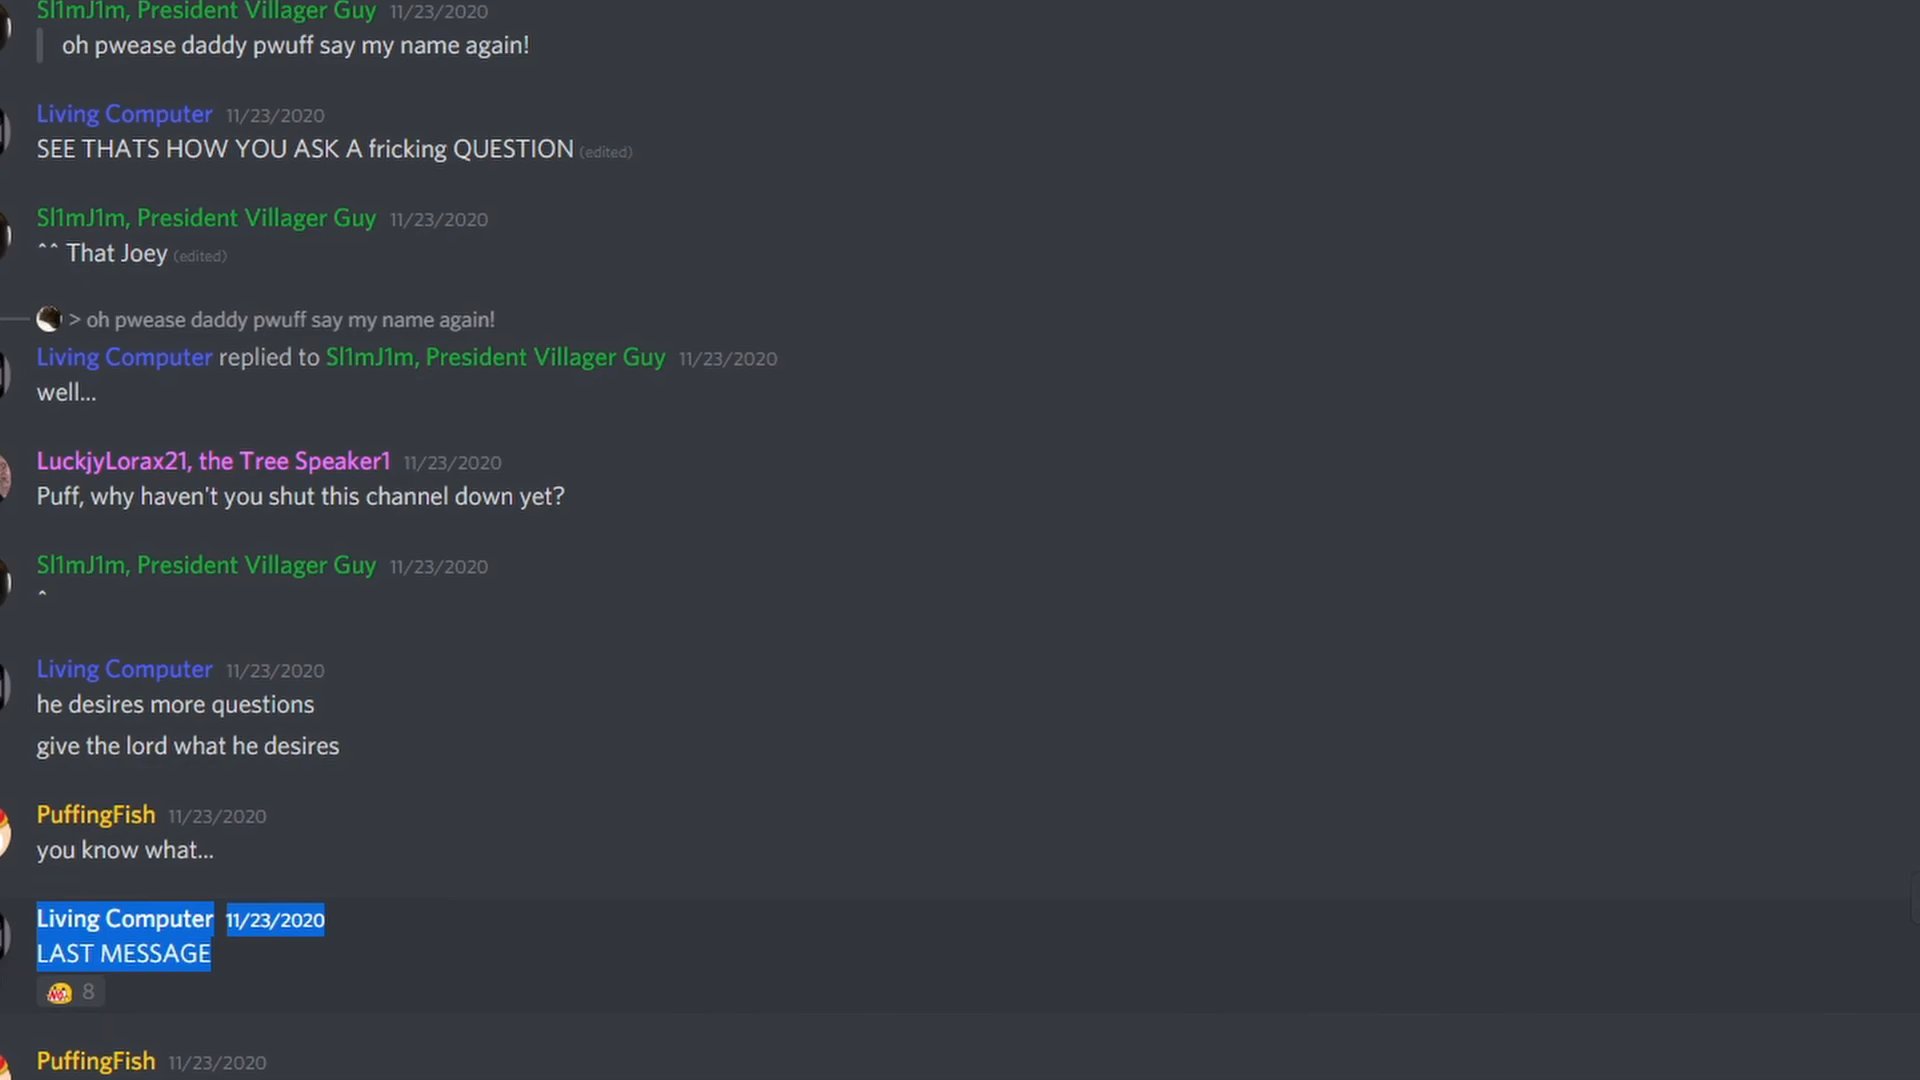 Sl1mJ1m, President Villager Guy 11/23/2020
oh pwease daddy pwuff say my name again!
Living Computer 11/23/2020
SEE THATS HOW YOU ASK A fricking QUESTION (edited)
Sl1mJ1m, President Villager Guy 11/23/2020
^^ That Joey (edited)
> oh pwease daddy pwuff say my name again!
Living Computer replied to Sl1mJ1m, President Villager Guy 11/23/2020
well...
LuckjyLorax21, the Tree Speaker1 11/23/2020
Puff, why haven't you shut this channel down yet?
Sl1mJ1m, President Villager Guy 11/23/2020
^
Living Computer 11/23/2020
he desires more questions
give the lord what he desires
PuffingFish 11/23/2020
you know what...
Living Computer 11/23/2020
LAST MESSAGE
8
PuffingFish 11/23/2020